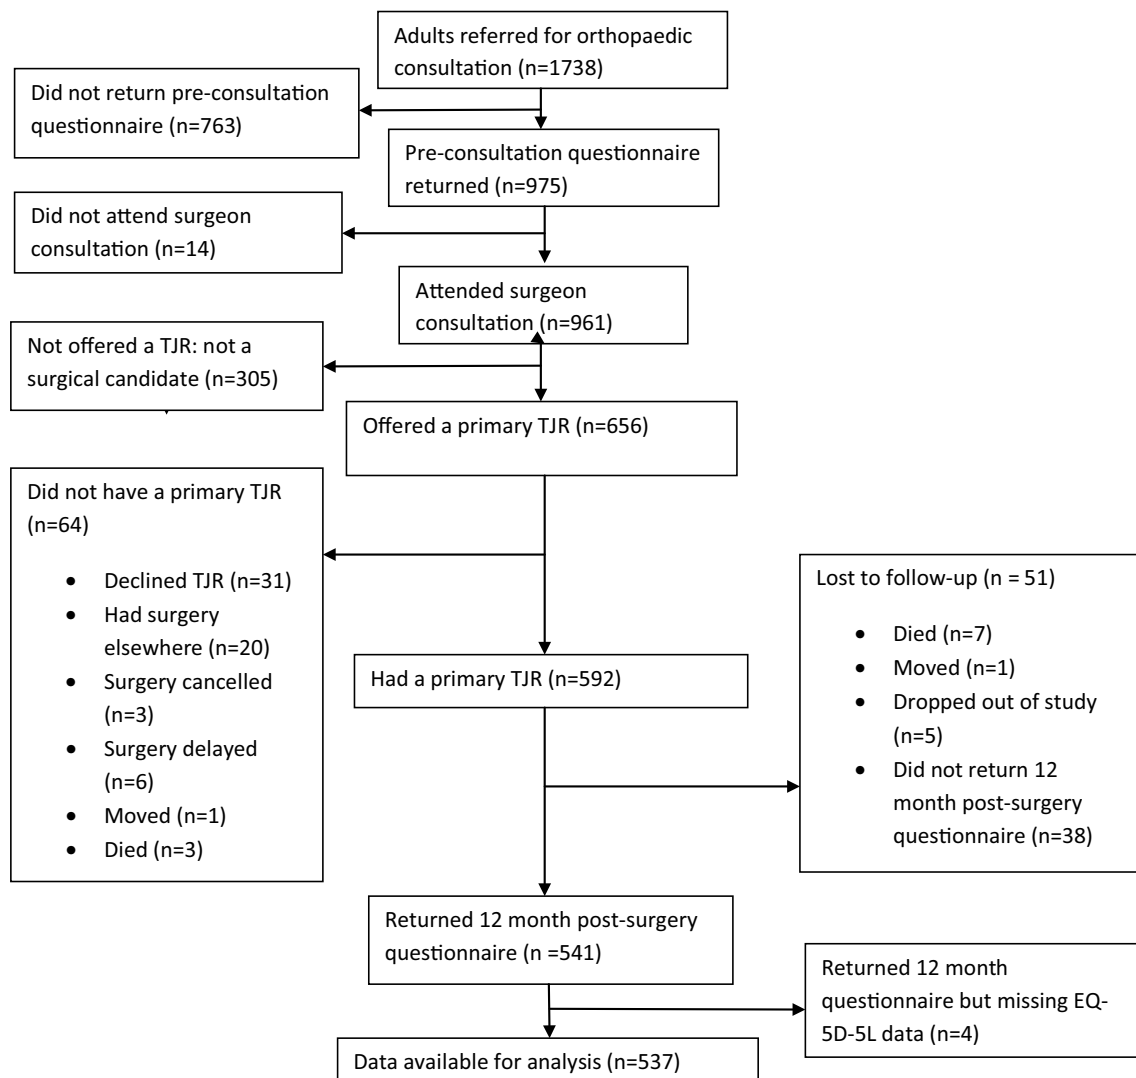 Adults referred for orthopaedic
consultation (n=1738)
Did not return pre-consultation
questionnaire (n=763)
Pre-consultation questionnaire
returned (n=975)
Did not attend surgeon
consultation (n=14)
Attended surgeon
consultation (n=961)
Not offered a TJR: not a
surgical candidate (n=305)
Offered a primary TJR (n=656)
Did not have a primary TJR
(n=64)
• Declined TJR (n=31)
• Had surgery
elsewhere (n=20)
• Surgery cancelled
(n=3)
• Surgery delayed
(n=6)
• Moved (n=1)
• Died (n=3)
Had a primary TJR (n=592)
Lost to follow-up (n = 51)
• Died (n=7)
• Moved (n=1)
• Dropped out of study
(n=5)
• Did not return 12
month post-surgery
questionnaire (n=38)
Returned 12 month post-surgery
questionnaire (n =541)
Returned 12 month
questionnaire but missing EQ-
5D-5L data (n=4)
Data available for analysis (n=537)